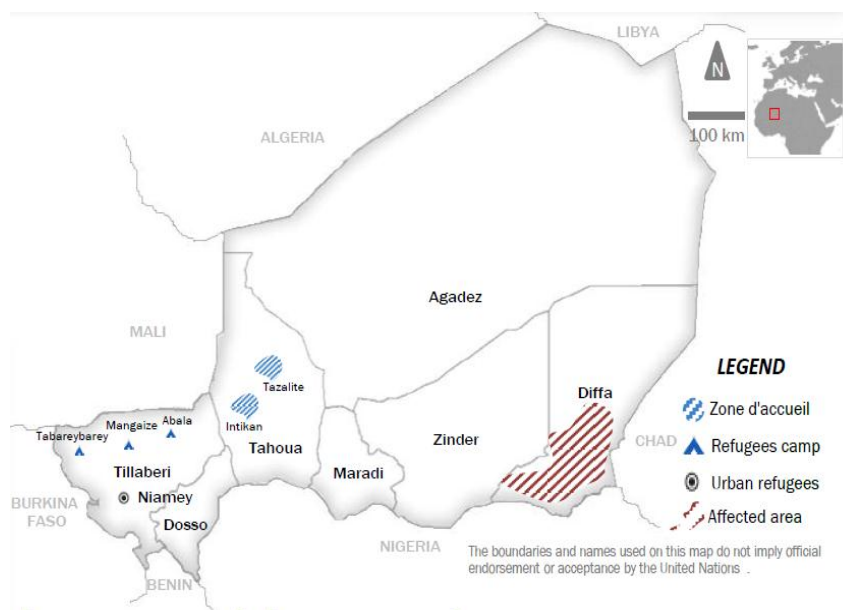 LIBYA
N
100 km
ALGERIA
Agadez
MALI
Tazalite
Intikan
Tahoua
Diffa
Zinder
Maradi
Abala
Mangaize
Tabareybarey
Tillaberi
Niamey
Dosso
BURKINA
FASO
BENIN
NIGERIA
CHAD
LEGEND
Zone d'accueil
Refugees camp
Urban refugees
Affected area
The boundaries and names used on this map do not imply official
endorsement or acceptance by the United Nations .